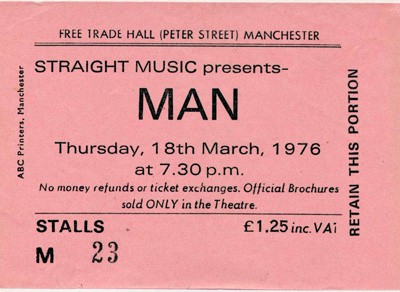 FREE TRADE HALL (PETER STREET) MANCHESTER
STRAIGHT MUSIC presents-
MAN
Thursday, 18th March, 1976
at 7.30 p.m.
No money refunds or ticket exchanges. Official Brochures
sold ONLY in the Theatre.
STALLS £1.25 inc. VAT
M 23
ABC Printers, Manchester
RETAIN THIS PORTION